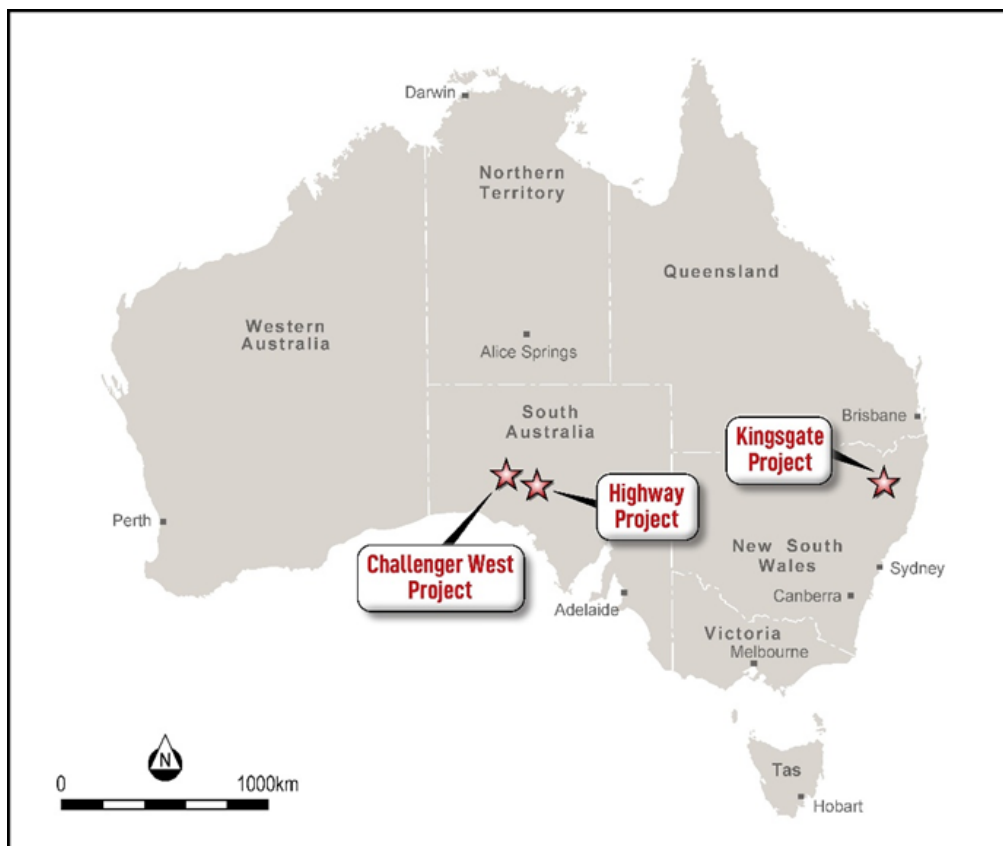 Darwin
Northern
Territory
Queensland
Western
Australia
Alice Springs
South
Australia
Brisbane
Kingsgate
Project
Highway
Project
Perth
Challenger West
Project
New South
Wales
Sydney
Canberra
Adelaide
Victoria
Melbourne
Tas
Hobart
N
0 1000km